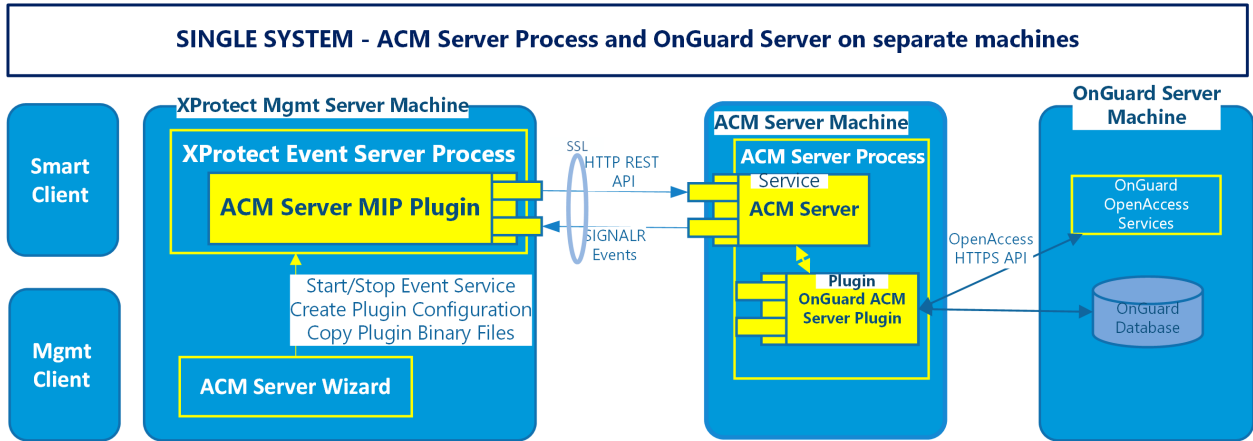 SINGLE SYSTEM - ACM Server Process and OnGuard Server on separate machines
Smart
Client
Mgmt
Client
XProtect Mgmt Server Machine
XProtect Event Server Process
ACM Server MIP Plugin
Start/Stop Event Service
Create Plugin Configuration
Copy Plugin Binary Files
ACM Server Wizard
SSL
HTTP REST
API
SIGNALR
Events
ACM Server Machine
ACM Server Process
Service
ACM Server
Plugin
OnGuard ACM
Server Plugin
OpenAccess
HTTPS API
OnGuard Server
Machine
OnGuard
OpenAccess
Services
OnGuard
Database